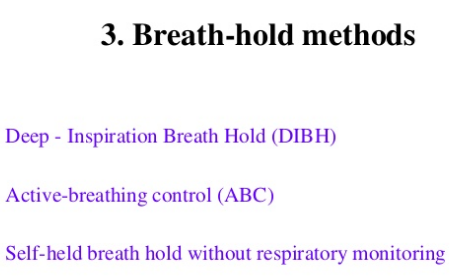 3. Breath-hold methods
Deep - Inspiration Breath Hold (DIBH)
Active-breathing control (ABC)
Self-held breath hold without respiratory monitoring